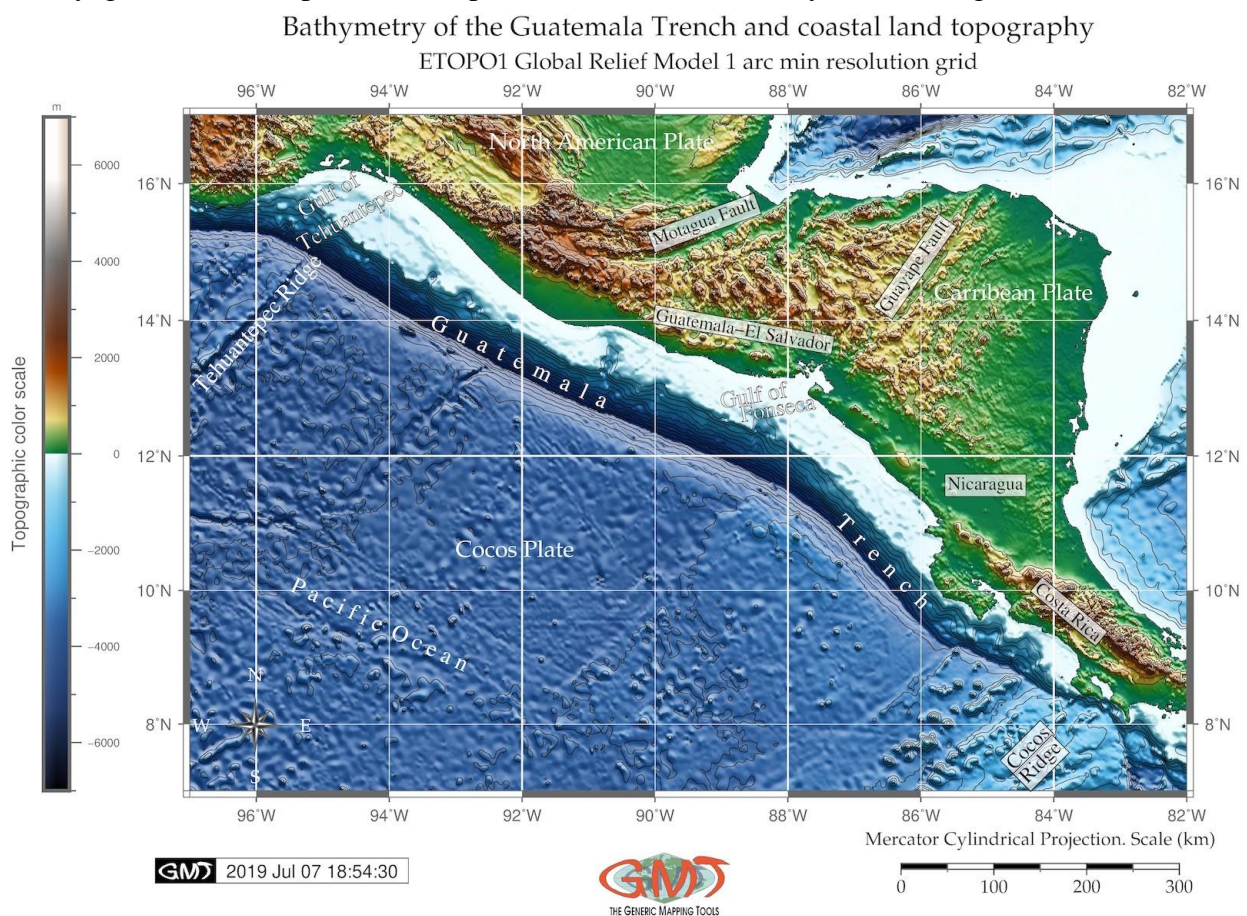 Bathymetry of the Guatemala Trench and coastal land topography
ETOPO1 Global Relief Model 1 arc min resolution grid
m
96°W 94°W 92°W 90°W 88°W 86°W 84°W 82°W
6000
4000
2000
0
−2000
−4000
−6000
Topographic color scale
16°N
14°N
12°N
10°N
8°N
16°N
14°N
12°N
10°N
8°N
North American Plate
Gulf of
Tehuantepec
Motagua Fault
Guayape Fault
Carribean Plate
Tehuantepec Ridge
Guatemala−El Salvador
Guatemala
Gulf of
Fonseca
Nicaragua
Trench
Cocos Plate
Pacific Ocean
Costa Rica
N
W E
S
Cocos
Ridge
96°W 94°W 92°W 90°W 88°W 86°W 84°W 82°W
Mercator Cylindrical Projection. Scale (km)
0 100 200 300
GMT 2019 Jul 07 18:54:30
GMT
THE GENERIC MAPPING TOOLS